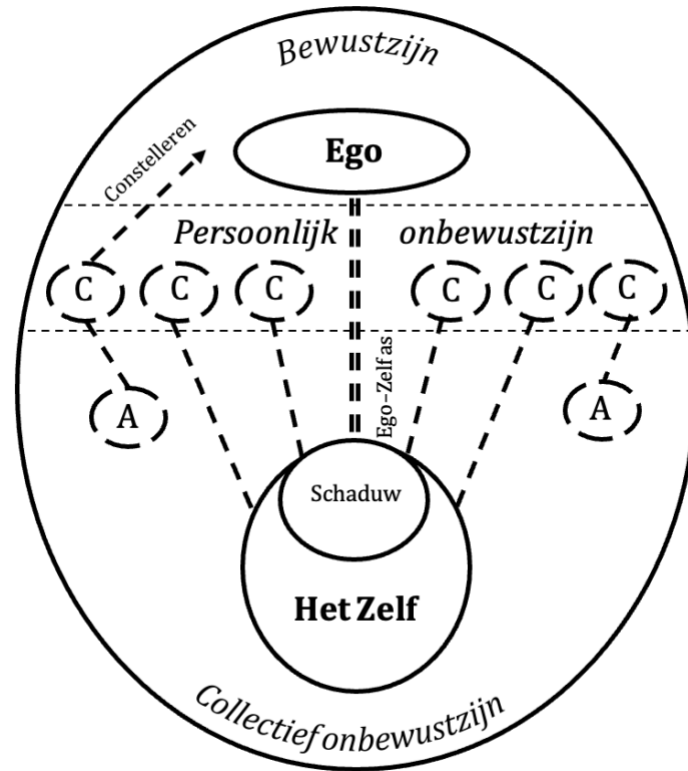 Bewustzijn
Ego
Constelleren
Persoonlijk onbewustzijn
C C C C C C
Ego-Zelf as
A A
Schaduw
Het Zelf
Collectief onbewustzijn